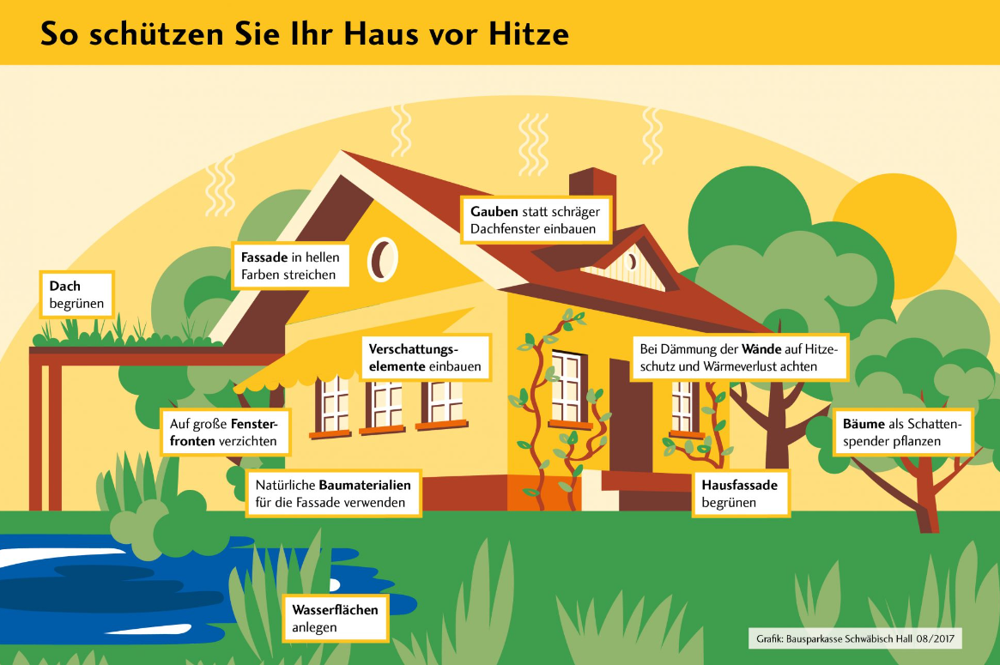 So schützen Sie Ihr Haus vor Hitze
Gauben statt schräger
Dachfenster einbauen
Fassade in hellen
Farben streichen
Dach
begrünen
Verschattungs-
elemente einbauen
Bei Dämmung der Wände auf Hitze-
schutz und Wärmeverlust achten
Auf große Fenster-
fronten verzichten
Bäume als Schatten-
spender pflanzen
Natürliche Baumaterialien
für die Fassade verwenden
Hausfassade
begrünen
Wasserflächen
anlegen
Grafik: Bausparkasse Schwäbisch Hall 08/2017